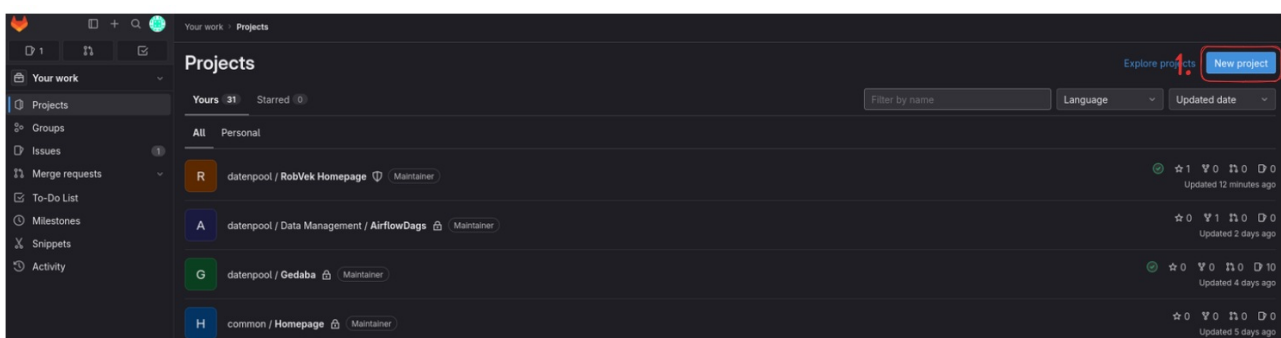 Your work › Projects
1
Your work
Projects
Groups
Issues 1
Merge requests
To-Do List
Milestones
Snippets
Activity
Projects
Explore projects
1.
New project
Yours 31 Starred 0
Filter by name
Language
Updated date
All Personal
R datenpool / RobVek Homepage Maintainer
1 0 0 0
Updated 12 minutes ago
A datenpool / Data Management / AirflowDags Maintainer
0 1 0 0
Updated 2 days ago
G datenpool / Gedaba Maintainer
0 0 0 10
Updated 4 days ago
H common / Homepage Maintainer
0 0 0 0
Updated 5 days ago